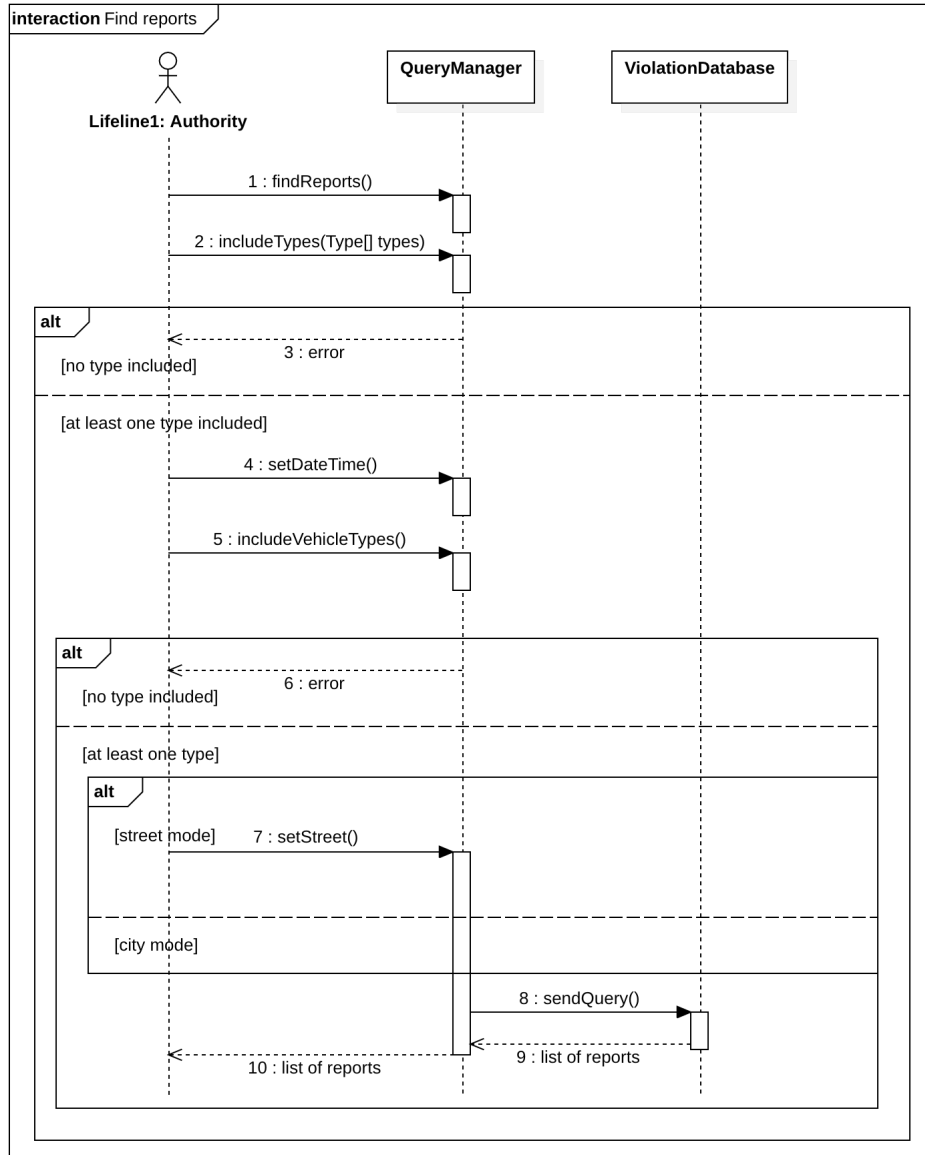 interaction Find reports
QueryManager
ViolationDatabase
Lifeline1: Authority
1 : findReports()
2 : includeTypes(Type[] types)
alt
3 : error
[no type included]
[at least one type included]
4 : setDateTime()
5 : includeVehicleTypes()
alt
6 : error
[no type included]
[at least one type]
alt
[street mode]
7 : setStreet()
[city mode]
8 : sendQuery()
9 : list of reports
10 : list of reports